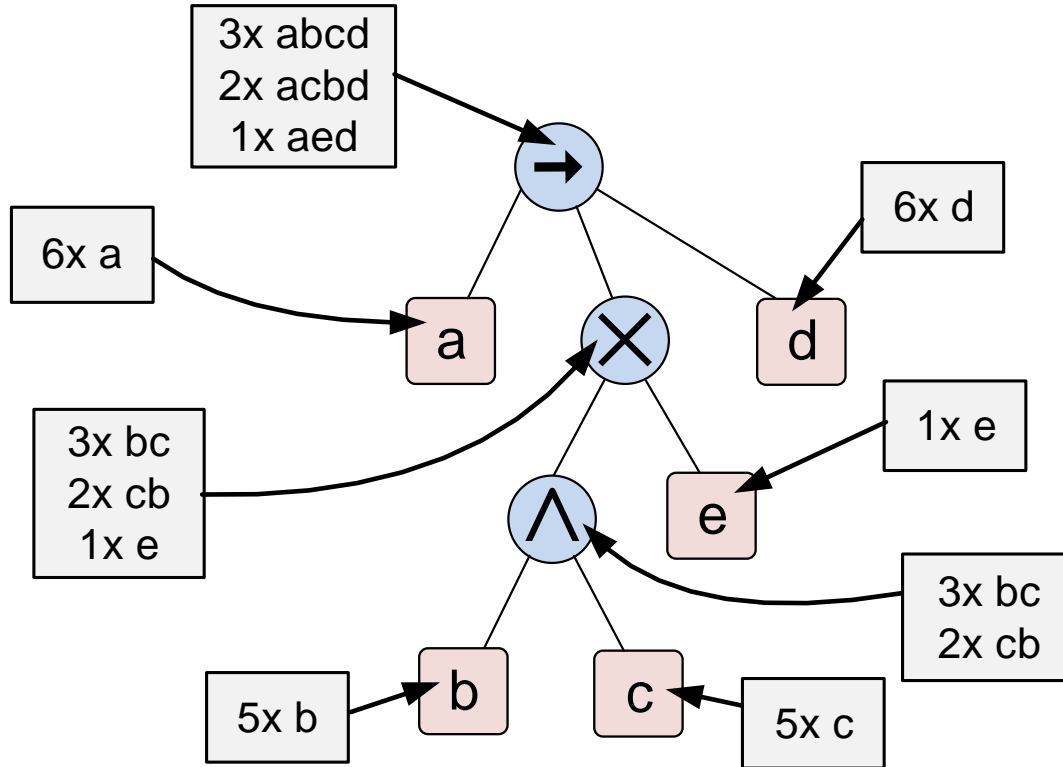 3x abcd
2x acbd
1x aed
→
6x d
6x a
a
×
d
3x bc
2x cb
1x e
1x e
∧
e
3x bc
2x cb
5x b
b
c
5x c